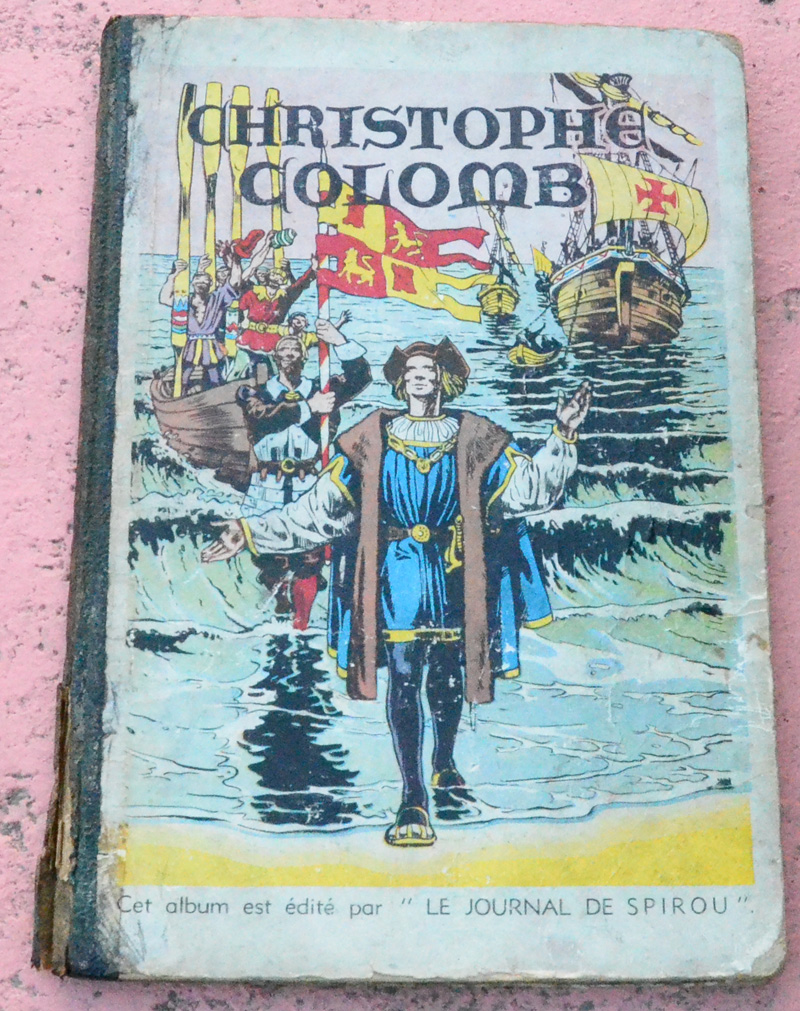 CHRISTOPHE
COLOMB
Cet album est édité par "LE JOURNAL DE SPIROU".